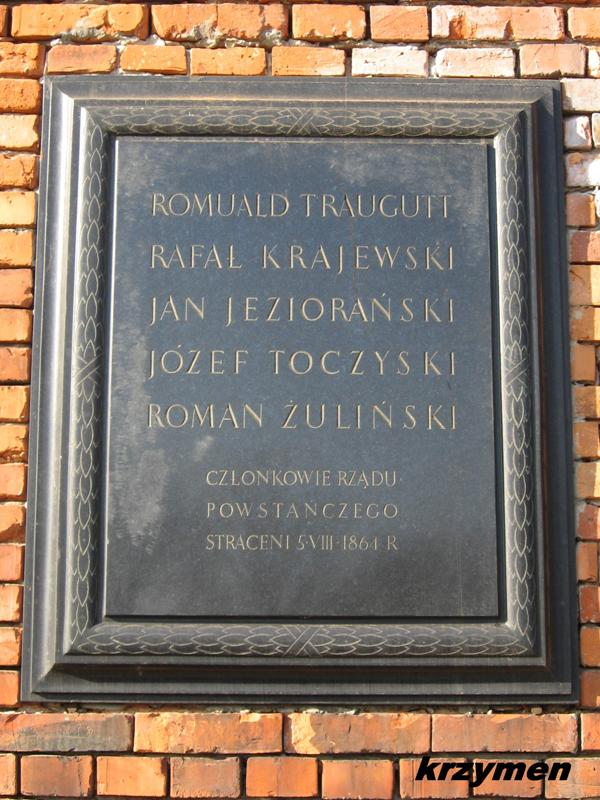 ROMUALD TRAUGUTT
RAFAŁ KRAJEWSKI
JAN JEZIORAŃSKI
JÓZEF TOCZYSKI
ROMAN ŻULIŃSKI
CZŁONKOWIE RZĄDU
POWSTAŃCZEGO
STRACENI 5·VIII·1864 R
krzymen